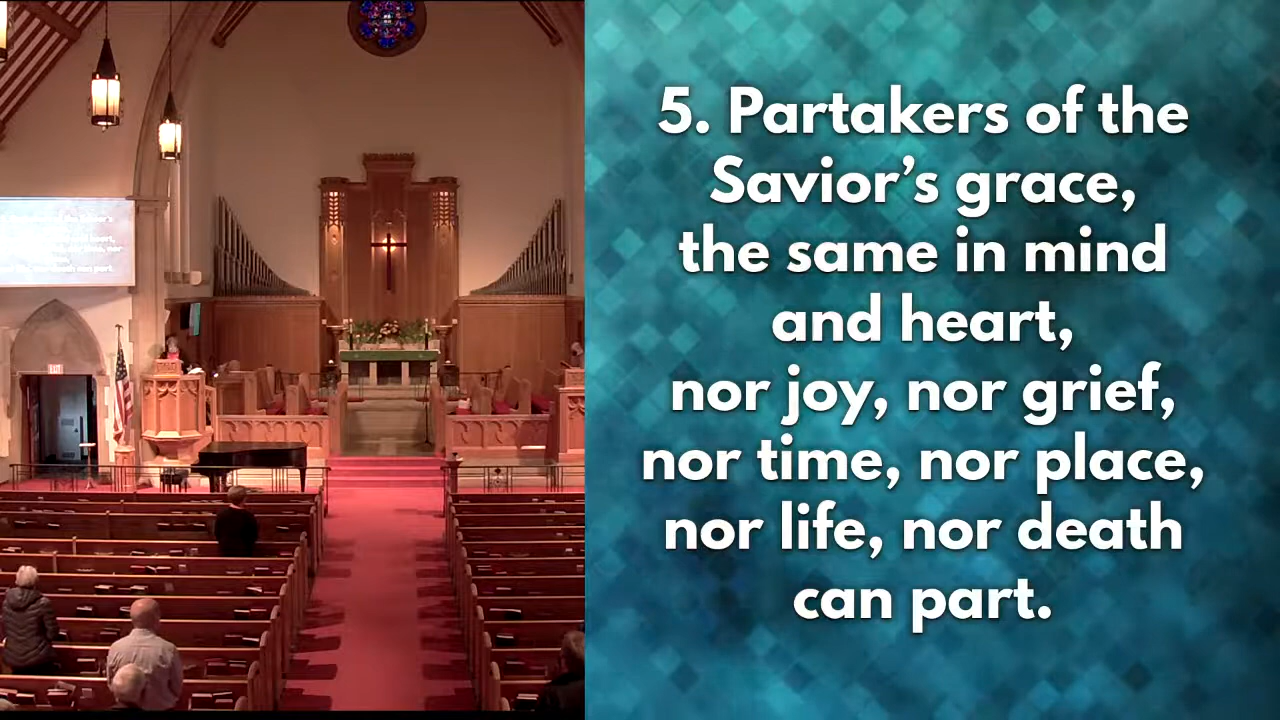 EXIT
5. Partakers of the
Savior’s grace,
the same in mind
and heart,
nor joy, nor grief,
nor time, nor place,
nor life, nor death
can part.